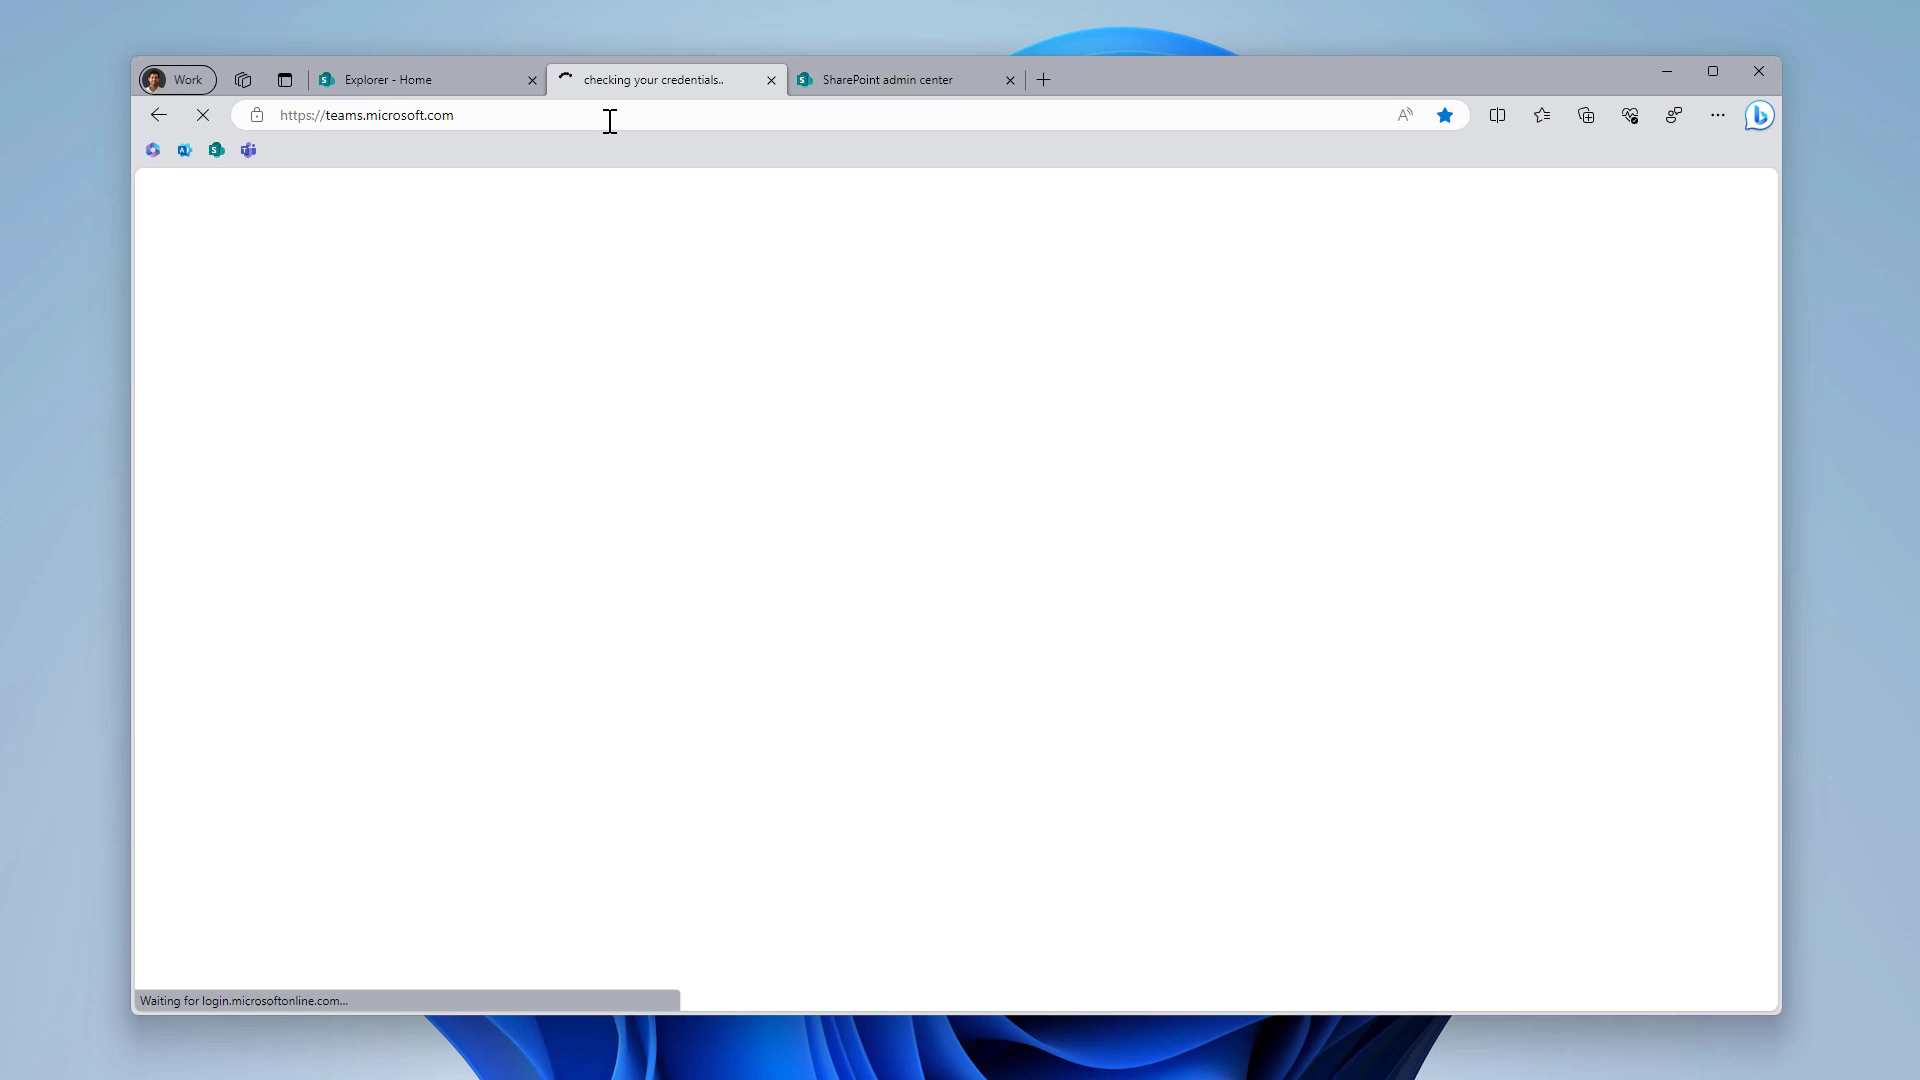 Work
Explorer - Home
checking your credentials..
SharePoint admin center
https://teams.microsoft.com
Waiting for login.microsoftonline.com...